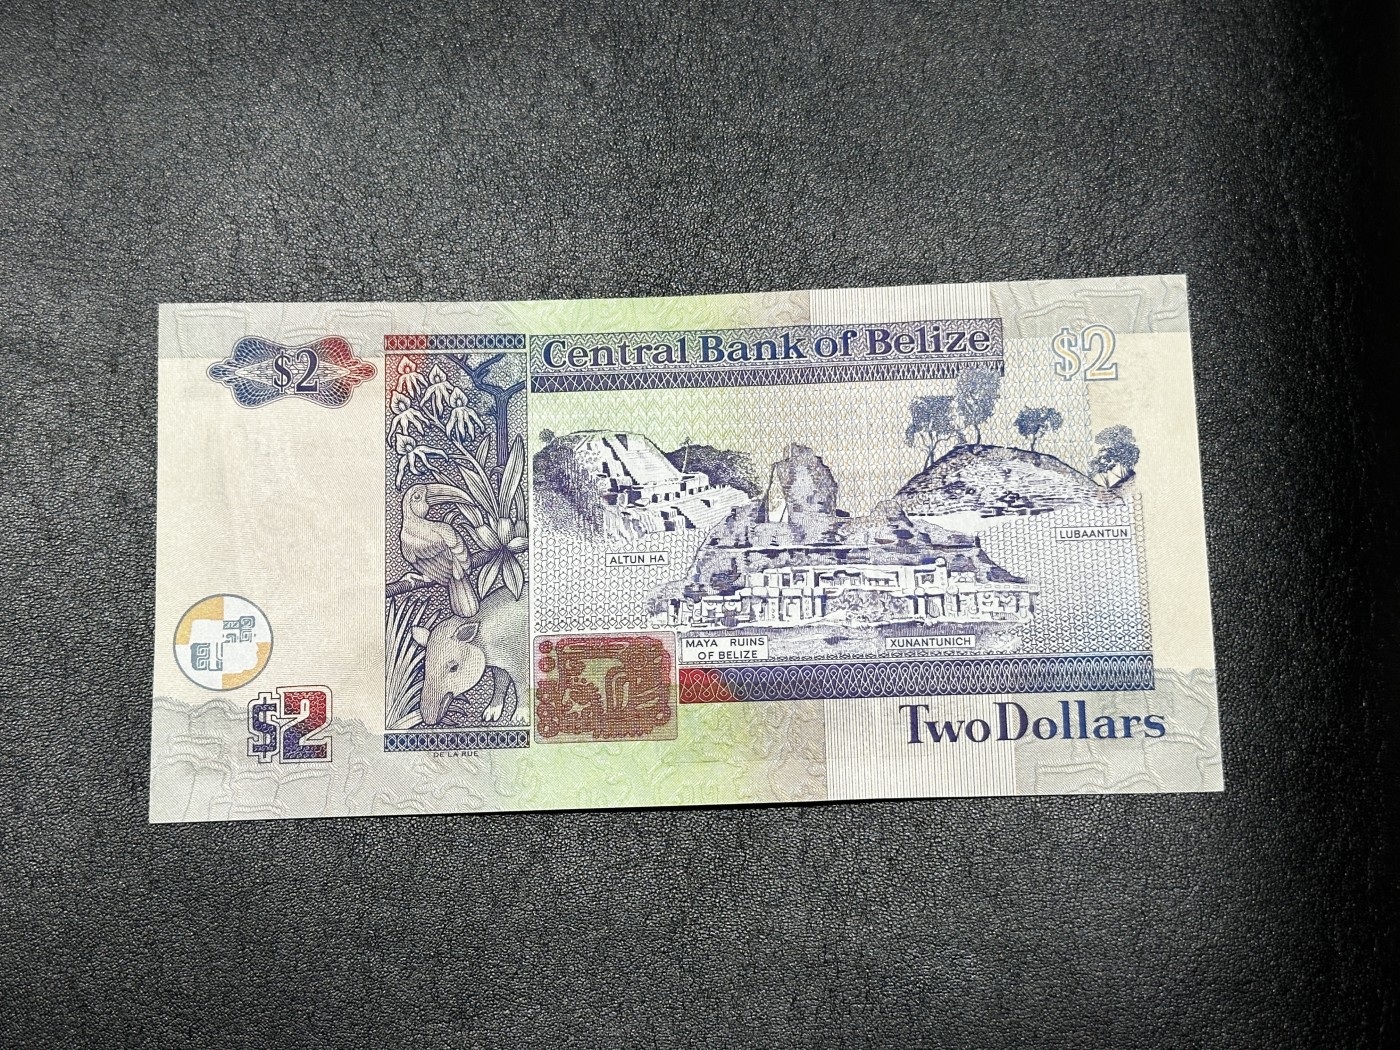 $2
Central Bank of Belize
$2
ALTUN HA
LUBAANTUN
MAYA RUINS
OF BELIZE
XUNANTUNICH
$2
Two Dollars
DE LA RUE